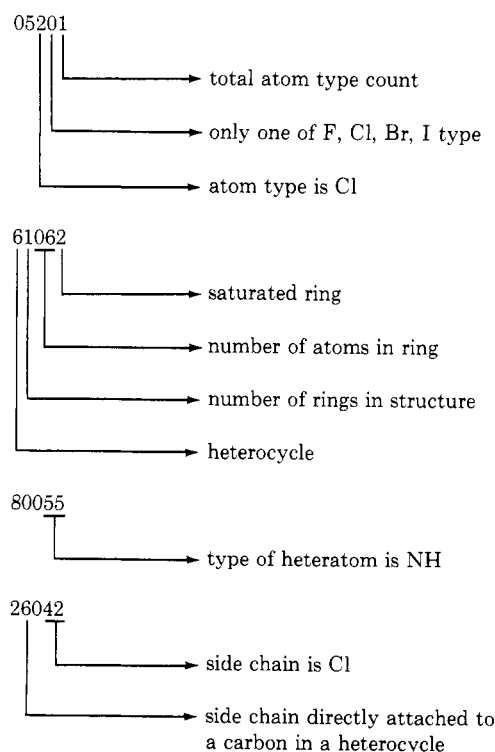 05201
total atom type count
only one of F, Cl, Br, I type
atom type is Cl
61062
saturated ring
number of atoms in ring
number of rings in structure
heterocycle
80055
type of heteratom is NH
26042
side chain is Cl
side chain directly attached to
a carbon in a heterocycle